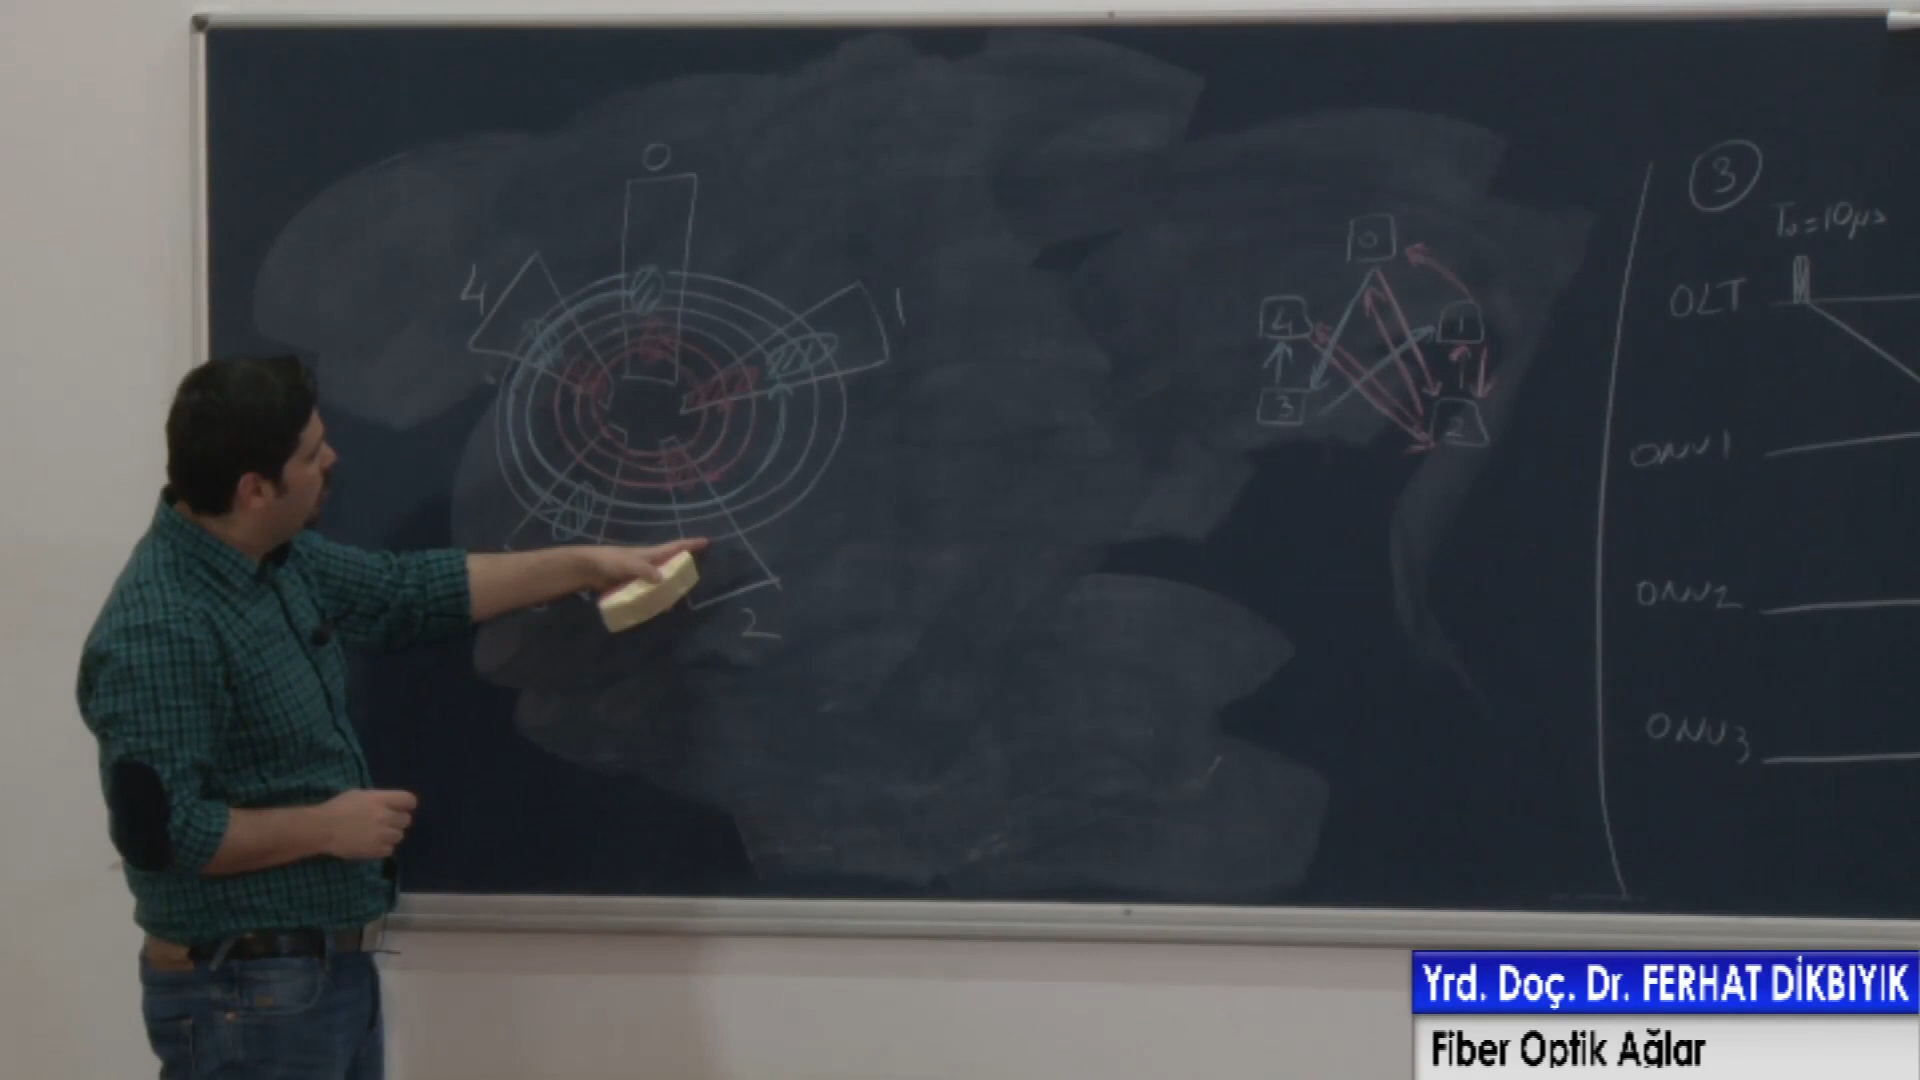 0
4
1
2
0
4
1
3
2
3
T₀=10µs
OLT
ONU1
ONU2
ONU3
Yrd. Doç. Dr. FERHAT DİKBIYIK
Fiber Optik Ağlar